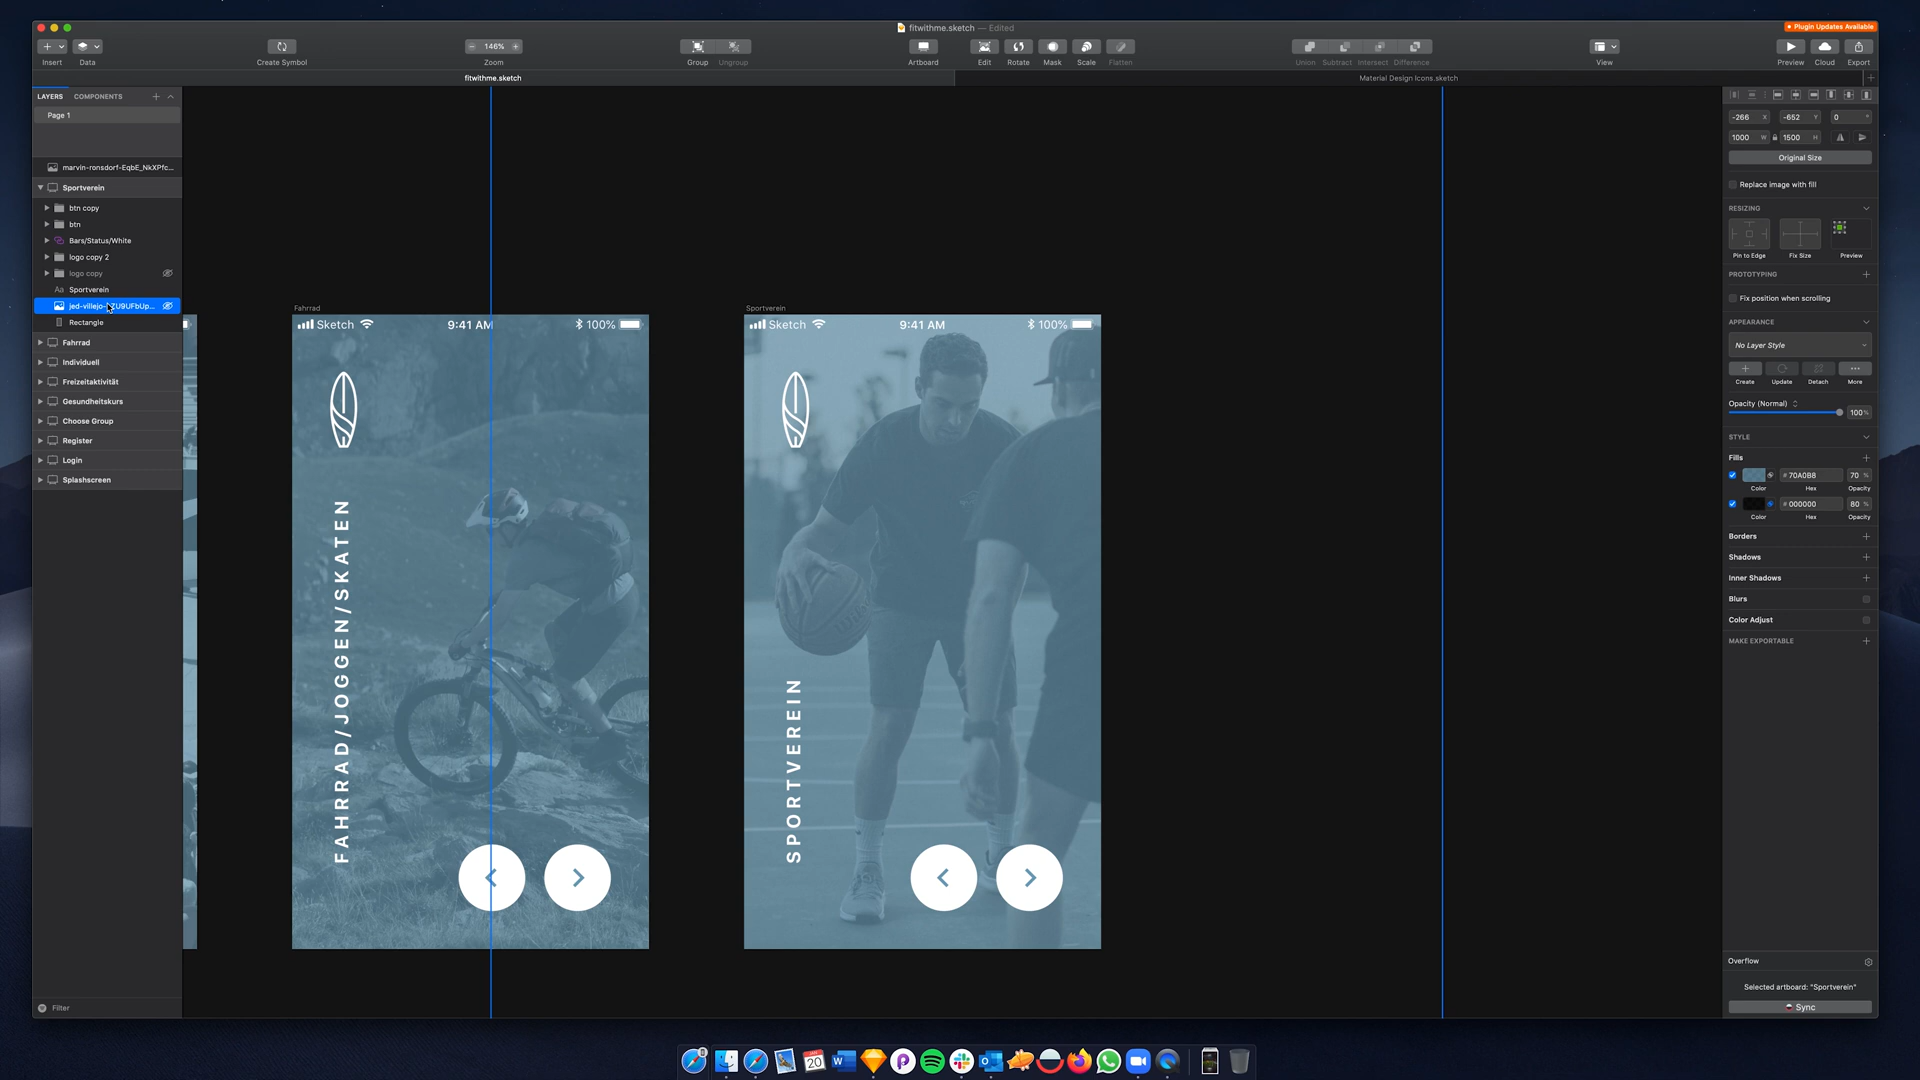 fitwithme.sketch — Edited
Plugin Updates Available
146%
Insert
Data
Create Symbol
Zoom
Group
Ungroup
Artboard
Edit
Rotate
Mask
Scale
Flatten
Union
Subtract
Intersect
Difference
View
Preview
Cloud
Export
fitwithme.sketch
Material Design Icons.sketch
LAYERS
COMPONENTS
Page 1
marvin-ronsdorf-EqbE_NkXPfc...
Sportverein
btn copy
btn
Bars/Status/White
logo copy 2
logo copy
Aa Sportverein
Rectangle
Fahrrad
Individuell
Freizeitaktivität
Gesundheitskurs
Choose Group
Register
Login
Splashscreen
Filter
Fahrrad
Sketch
9:41 AM
100%
FAHRRAD/JOGGEN/SKATEN
Sportverein
Sketch
9:41 AM
100%
SPORTVEREIN
-266 X
-652 Y
0 °
1000 W
1500 H
Original Size
Replace image with fill
RESIZING
Pin to Edge
Fix Size
Preview
PROTOTYPING
Fix position when scrolling
APPEARANCE
No Layer Style
Create
Update
Detach
More
Opacity (Normal)
100%
STYLE
Fills
# 70A0B8
70 %
Color
Hex
Opacity
# 000000
80 %
Color
Hex
Opacity
Borders
Shadows
Inner Shadows
Blurs
Color Adjust
MAKE EXPORTABLE
Overflow
Selected artboard: "Sportverein"
Sync
20
W